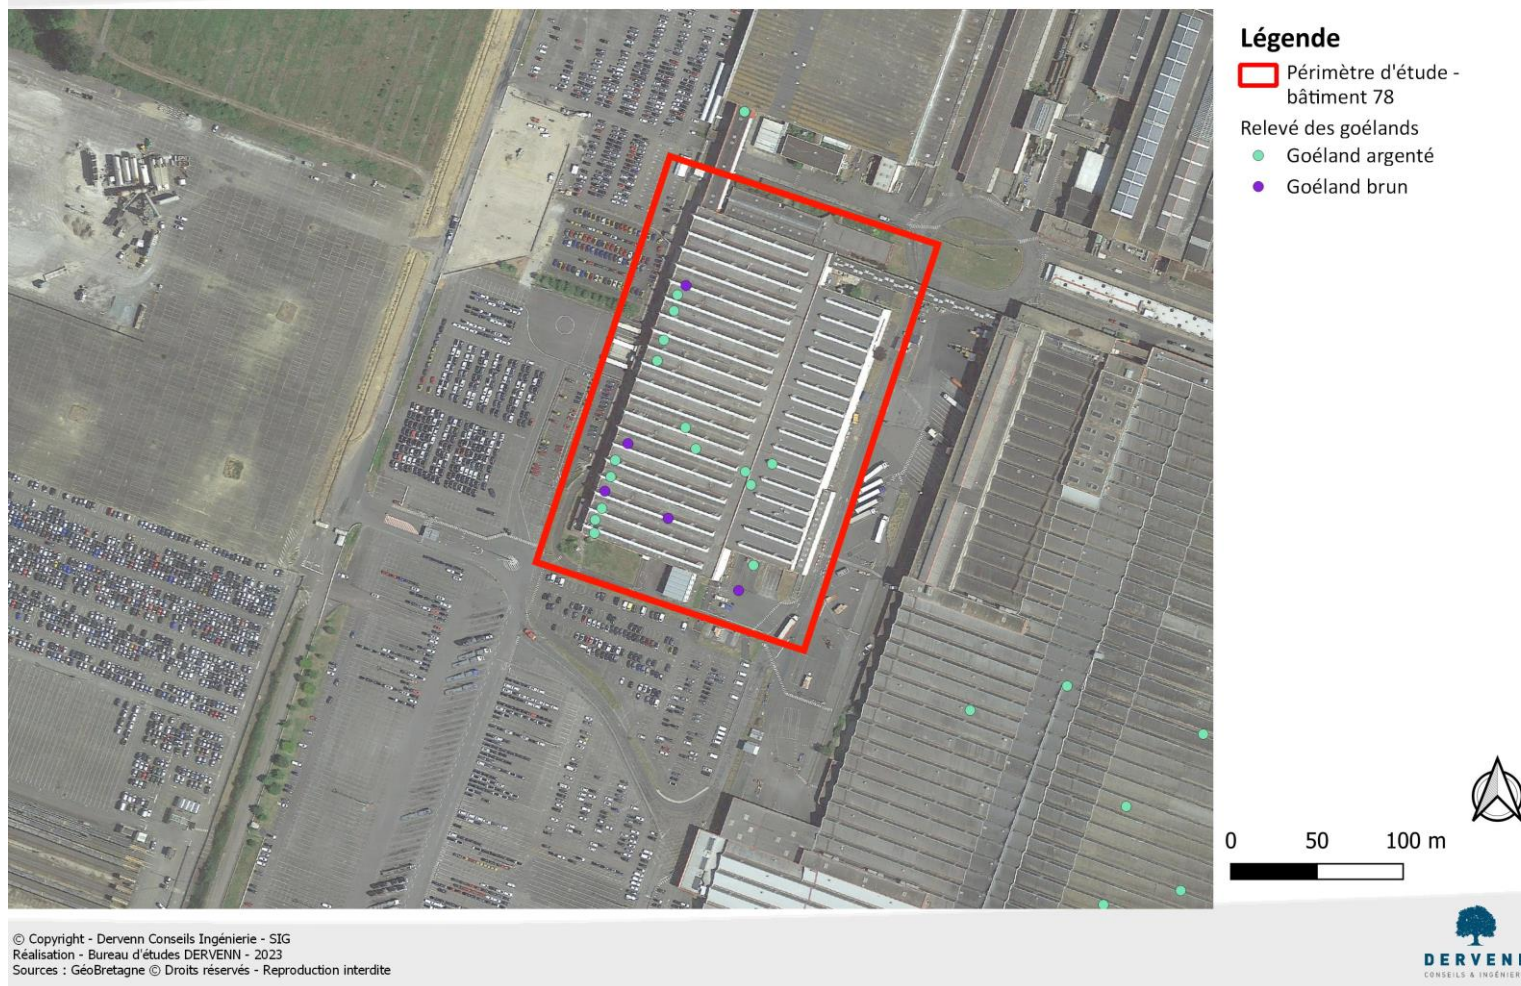 Légende
Périmètre d'étude -
bâtiment 78
Relevé des goélands
Goéland argenté
Goéland brun
0 50 100 m
© Copyright - Dervenn Conseils Ingénierie - SIG
Réalisation - Bureau d'études DERVENN - 2023
Sources : GéoBretagne © Droits réservés - Reproduction interdite
DERVENN
CONSEILS & INGÉNIER